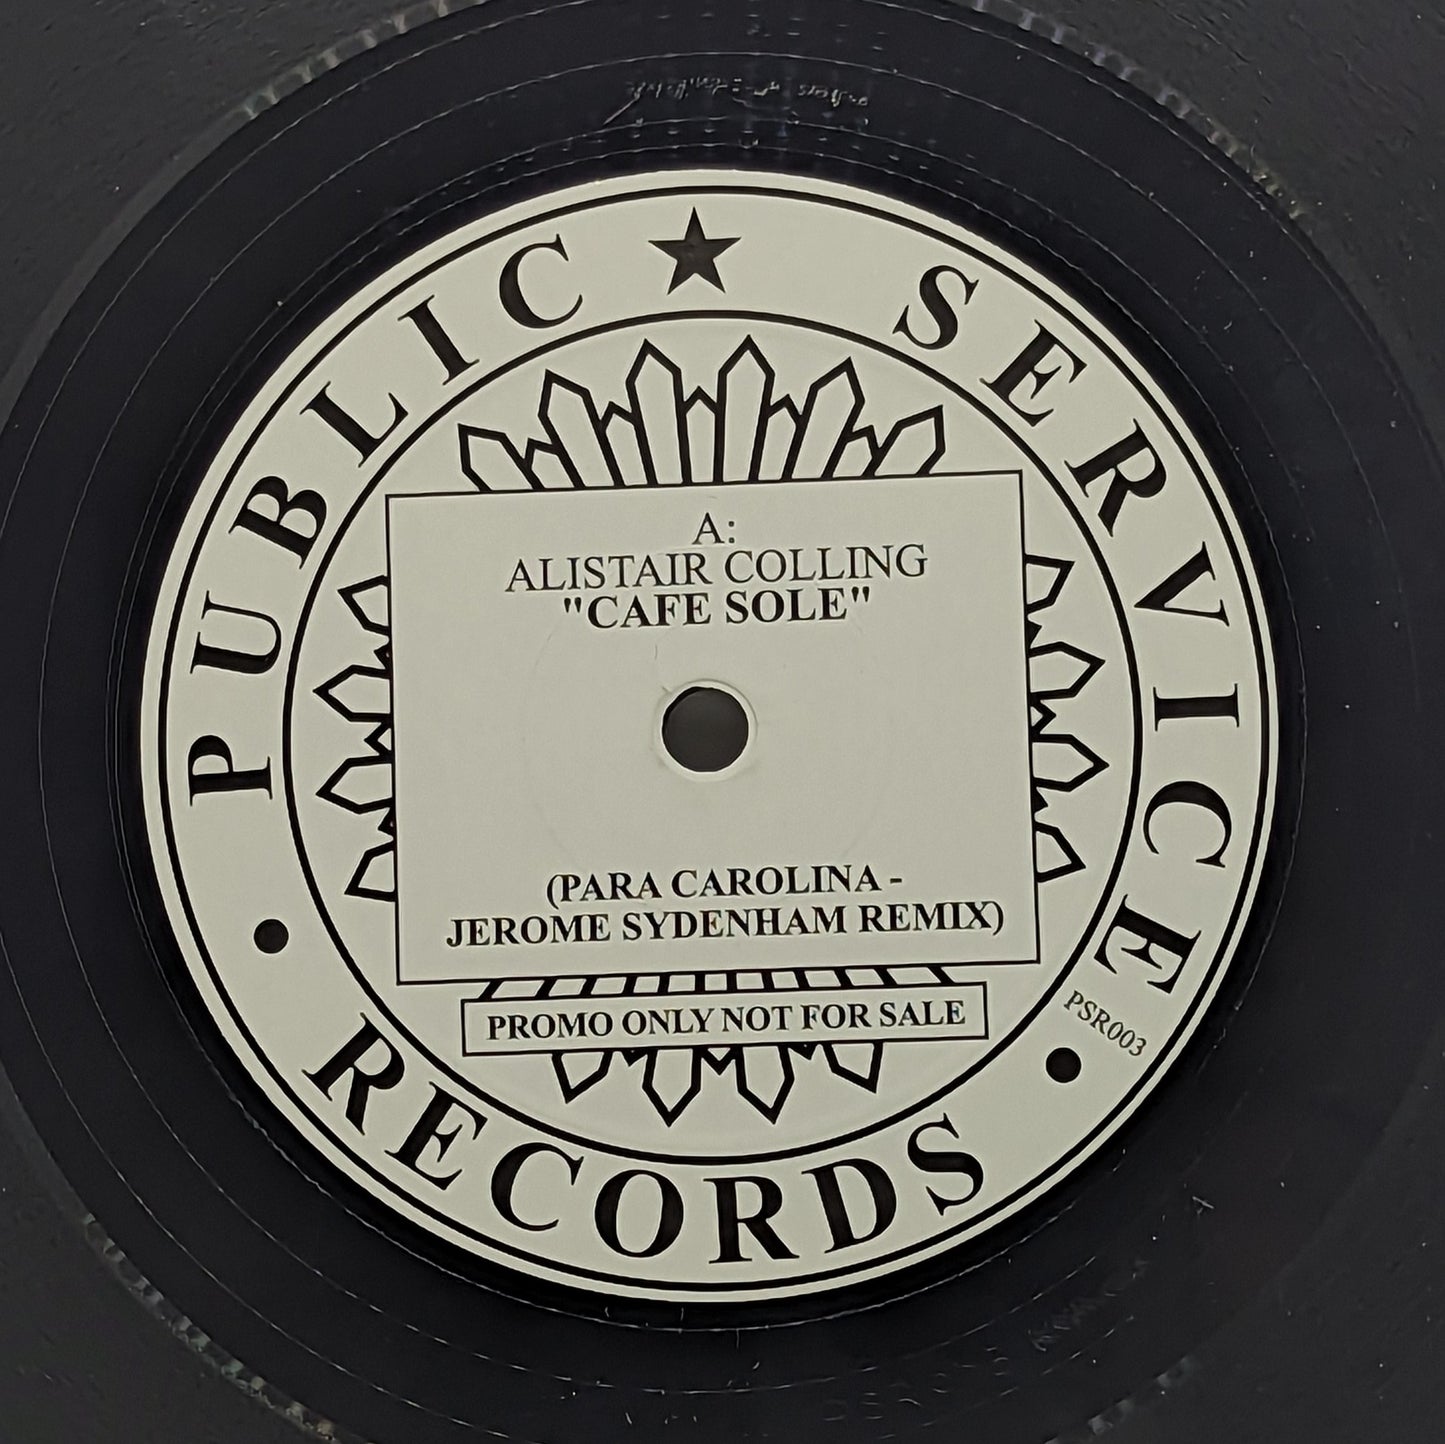 PUBLIC SERVICE
A:
ALISTAIR COLLING
"CAFE SOLE"
(PARA CAROLINA -
JEROME SYDENHAM REMIX)
PROMO ONLY NOT FOR SALE
PSR003
RECORDS